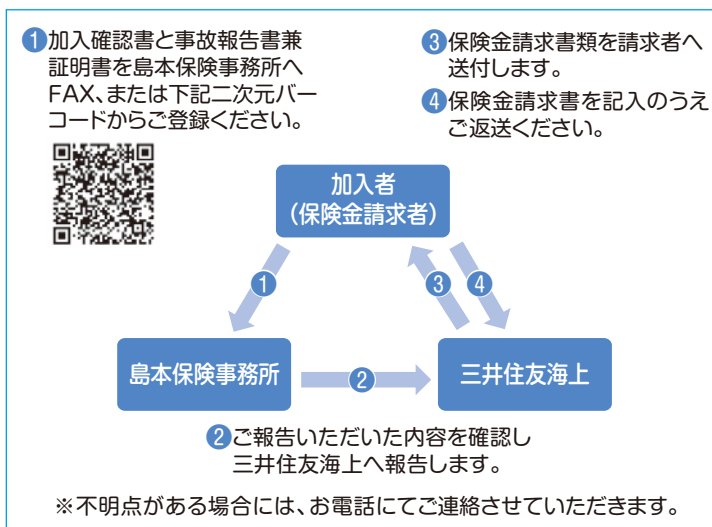 ❶加入確認書と事故報告書兼
証明書を島本保険事務所へ
FAX、または下記二次元バー
コードからご登録ください。
❸保険金請求書類を請求者へ
送付します。
❹保険金請求書を記入のうえ
ご返送ください。
加入者
（保険金請求者）
❶
❸
❹
島本保険事務所
❷
三井住友海上
❷ご報告いただいた内容を確認し
三井住友海上へ報告します。
※不明点がある場合には、お電話にてご連絡させていただきます。